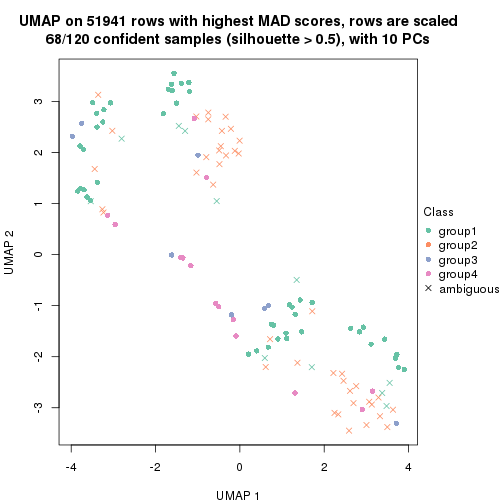 UMAP on 51941 rows with highest MAD scores, rows are scaled
68/120 confident samples (silhouette > 0.5), with 10 PCs
3
2
1
0
-1
-2
-3
UMAP 2
-4
-2
0
2
4
UMAP 1
Class
group1
group2
group3
group4
ambiguous